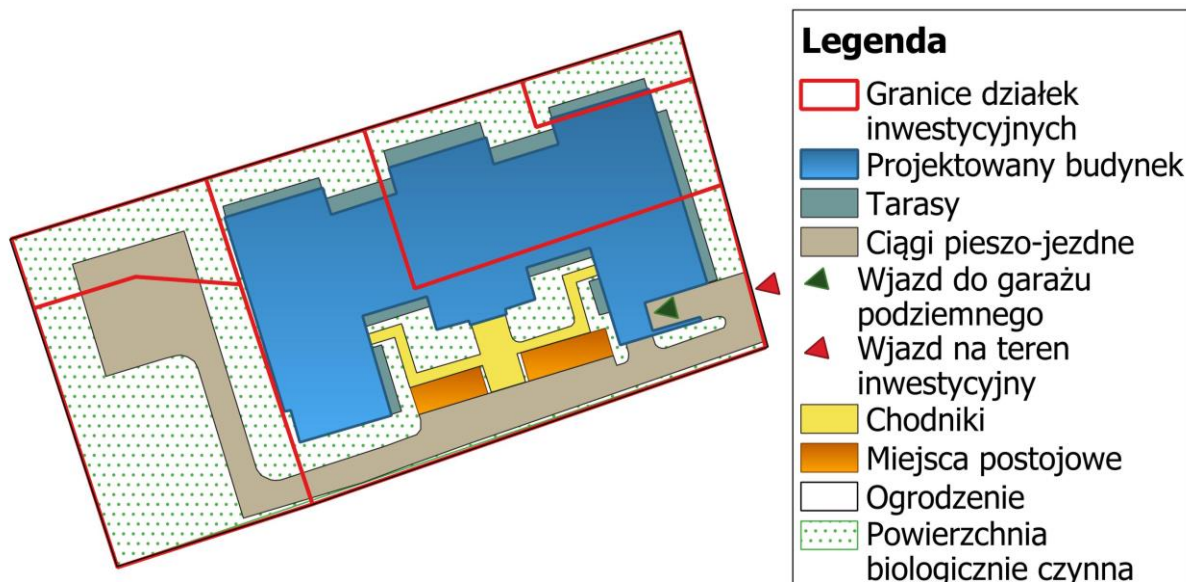 Legenda
Granice działek
inwestycyjnych
Projektowany budynek
Tarasy
Ciągi pieszo-jezdne
Wjazd do garażu
podziemnego
Wjazd na teren
inwestycyjny
Chodniki
Miejsca postojowe
Ogrodzenie
Powierzchnia
biologicznie czynna